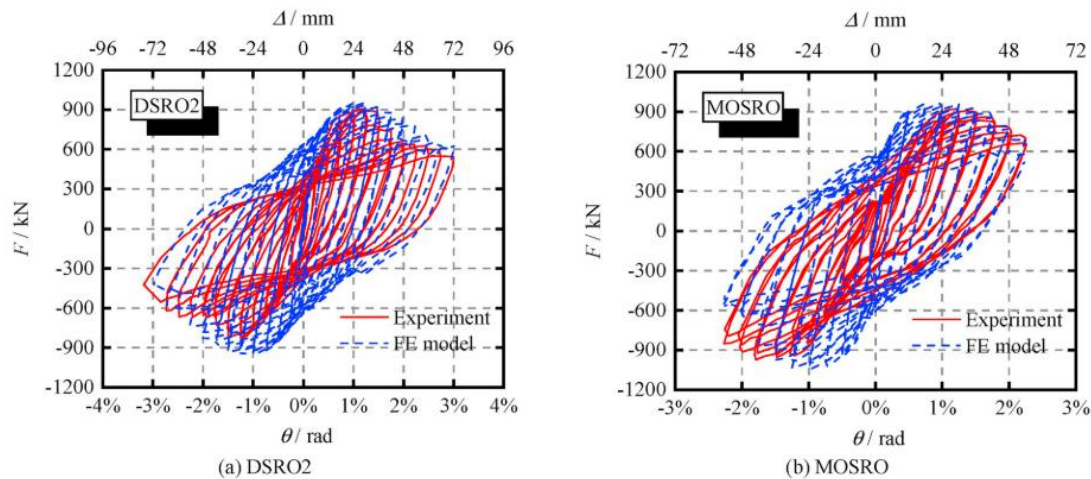 Δ / mm
-96 -72 -48 -24 0 24 48 72 96
1200
900
600
300
0
-300
-600
-900
-1200
F / kN
DSRO2
Experiment
FE model
-4% -3% -2% -1% 0% 1% 2% 3% 4%
θ / rad
(a) DSRO2
Δ / mm
-72 -48 -24 0 24 48 72
1200
900
600
300
0
-300
-600
-900
-1200
F / kN
MOSRO
Experiment
FE model
-3% -2% -1% 0% 1% 2% 3%
θ / rad
(b) MOSRO